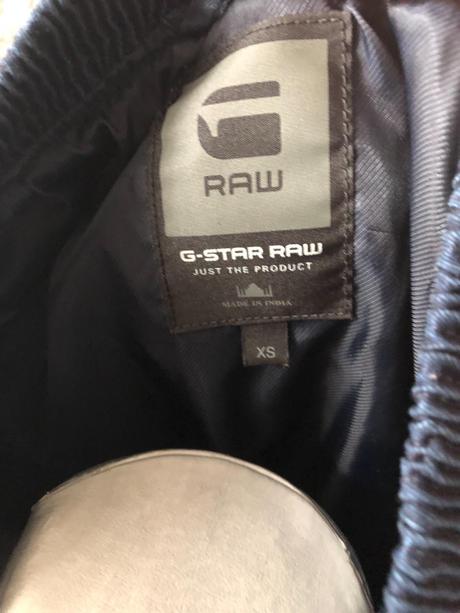 RAW
G-STAR RAW
JUST THE PRODUCT
MADE IN INDIA
XS